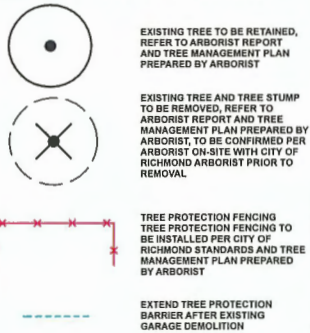 EXISTING TREE TO BE RETAINED,
REFER TO ARBORIST REPORT
AND TREE MANAGEMENT PLAN
PREPARED BY ARBORIST
EXISTING TREE AND TREE STUMP
TO BE REMOVED, REFER TO
ARBORIST REPORT AND TREE
MANAGEMENT PLAN PREPARED BY
ARBORIST, TO BE CONFIRMED PER
ARBORIST ON-SITE WITH CITY OF
RICHMOND ARBORIST PRIOR TO
REMOVAL
TREE PROTECTION FENCING
TREE PROTECTION FENCING TO
BE INSTALLED PER CITY OF
RICHMOND STANDARDS AND TREE
MANAGEMENT PLAN PREPARED
BY ARBORIST
EXTEND TREE PROTECTION
BARRIER AFTER EXISTING
GARAGE DEMOLITION